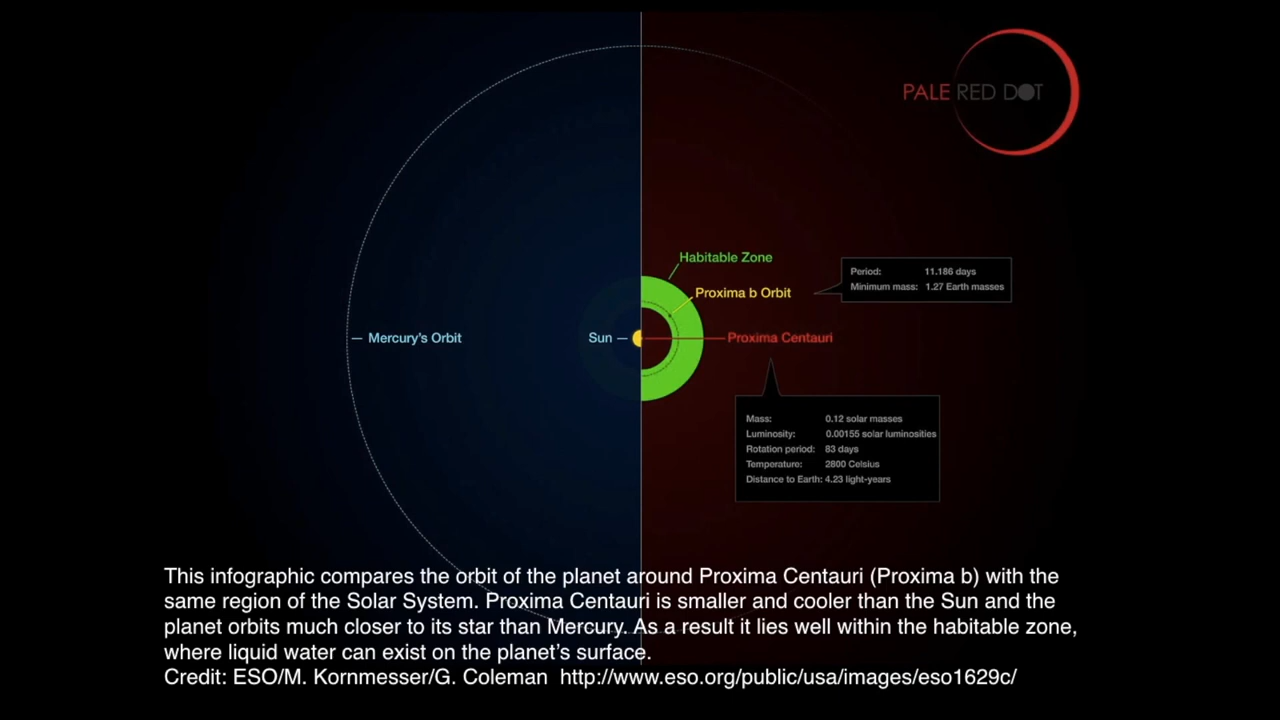 PALE RED DOT
Habitable Zone
Proxima b Orbit
Period: 11.186 days
Minimum mass: 1.27 Earth masses
Mercury's Orbit
Sun
Proxima Centauri
Mass: 0.12 solar masses
Luminosity: 0.00155 solar luminosities
Rotation period: 83 days
Temperature: 2800 Celsius
Distance to Earth: 4.23 light-years
This infographic compares the orbit of the planet around Proxima Centauri (Proxima b) with the
same region of the Solar System. Proxima Centauri is smaller and cooler than the Sun and the
planet orbits much closer to its star than Mercury. As a result it lies well within the habitable zone,
where liquid water can exist on the planet's surface.
Credit: ESO/M. Kornmesser/G. Coleman http://www.eso.org/public/usa/images/eso1629c/